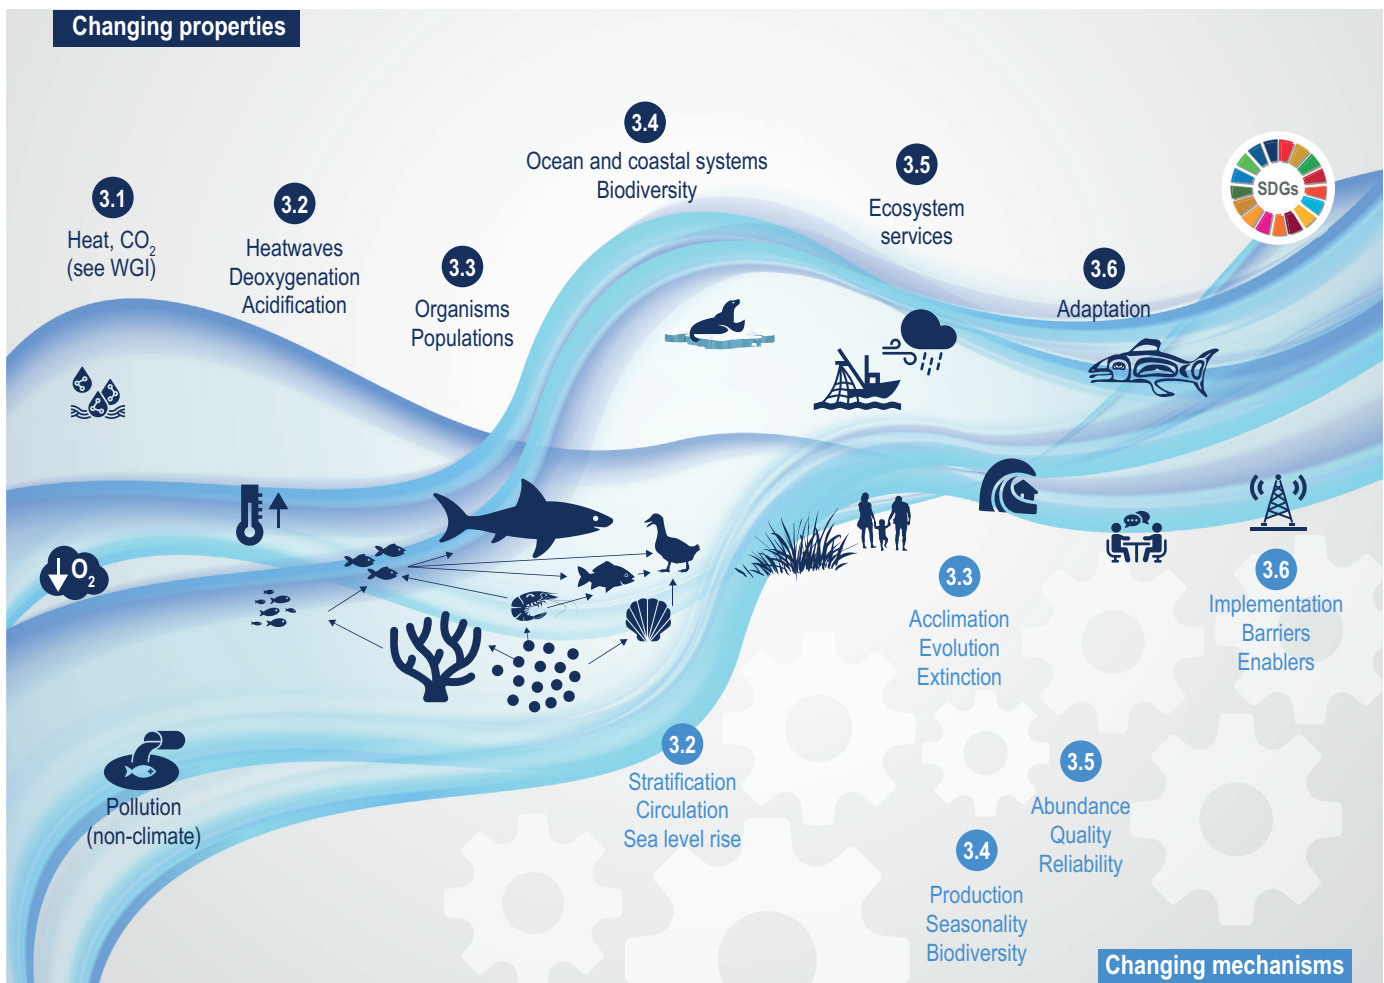 Changing properties
3.1
Heat, CO2
(see WGI)
3.2
Heatwaves
Deoxygenation
Acidification
3.3
Organisms
Populations
3.4
Ocean and coastal systems
Biodiversity
3.5
Ecosystem
services
3.6
Adaptation
SDGs
O2
Pollution
(non-climate)
3.2
Stratification
Circulation
Sea level rise
3.3
Acclimation
Evolution
Extinction
3.4
Production
Seasonality
Biodiversity
3.5
Abundance
Quality
Reliability
3.6
Implementation
Barriers
Enablers
Changing mechanisms